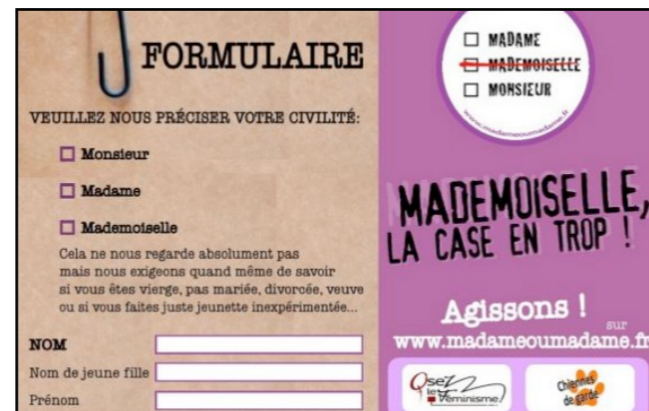 FORMULAIRE
VEUILLEZ NOUS PRÉCISER VOTRE CIVILITÉ:
Monsieur
Madame
Mademoiselle
Cela ne nous regarde absolument pas
mais nous exigeons quand même de savoir
si vous êtes vierge, pas mariée, divorcée, veuve
ou si vous faites juste jeunette inexpérimentée...
NOM
Nom de jeune fille
Prénom
MADAME
MADEMOISELLE
MONSIEUR
www.madameoumadame.fr
MADEMOISELLE,
LA CASE EN TROP !
Agissons !
sur
www.madameoumadame.fr
Osez
le
Féminisme!
Chiennes
de garde